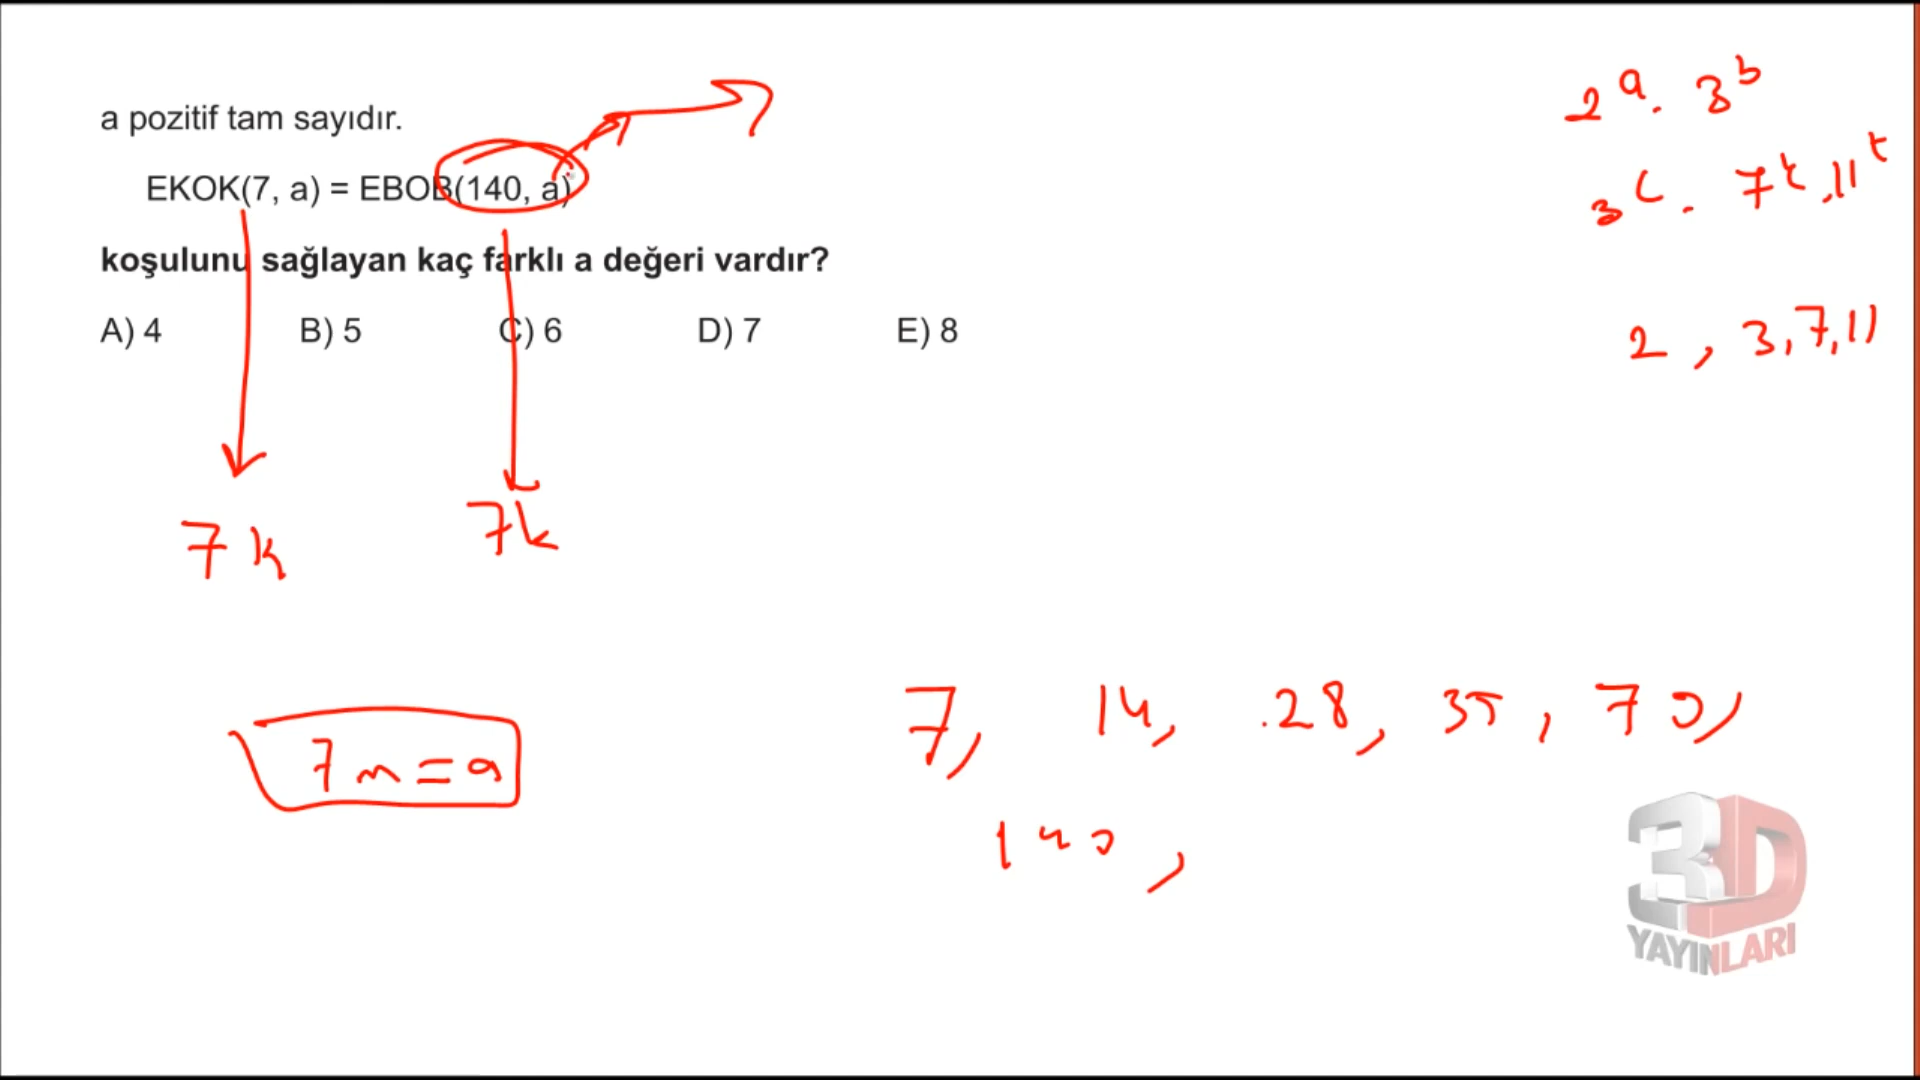 a pozitif tam sayıdır.
EKOK(7, a) = EBOB(140, a)
koşulunu sağlayan kaç farklı a değeri vardır?
A) 4 B) 5 C) 6 D) 7 E) 8
2^a . 3^b
3^c . 7^k . 11^t
2 , 3, 7, 11
7k 7k
7m = a
7, 14, 28, 35, 70,
140,
3D
YAYINLARI